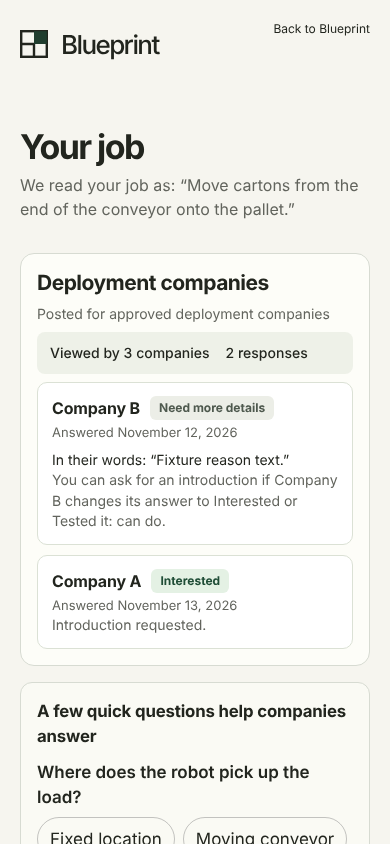 Blueprint
Back to Blueprint
Your job
We read your job as: “Move cartons from the
end of the conveyor onto the pallet.”
Deployment companies
Posted for approved deployment companies
Viewed by 3 companies 2 responses
Company B Need more details
Answered November 12, 2026
In their words: “Fixture reason text.”
You can ask for an introduction if Company
B changes its answer to Interested or
Tested it: can do.
Company A Interested
Answered November 13, 2026
Introduction requested.
A few quick questions help companies
answer
Where does the robot pick up the
load?
Fixed location Moving conveyor